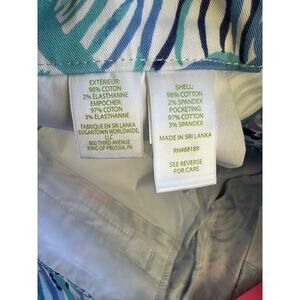 EXTÉRIEUR:
98% COTON
2% ÉLASTHANNE
EMPOCHER:
97% COTON
3% ÉLASTHANNE
FABRIQUE EN SRI LANKA
SUGARTOWN WORLDWIDE,
LLC
800 THIRD AVENUE
KING OF PRUSSIA, PA
SHELL:
98% COTTON
2% SPANDEX
POCKETING:
97% COTTON
3% SPANDEX
MADE IN SRI LANKA
RN#88189
SEE REVERSE
FOR CARE